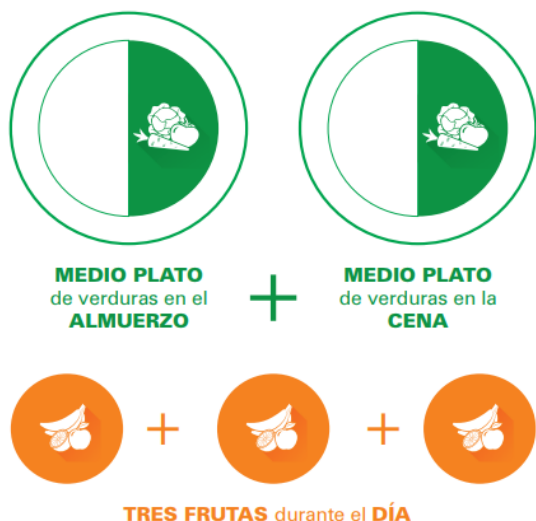 MEDIO PLATO
de verduras en el
ALMUERZO
+
MEDIO PLATO
de verduras en la
CENA
+ +
TRES FRUTAS durante el DÍA